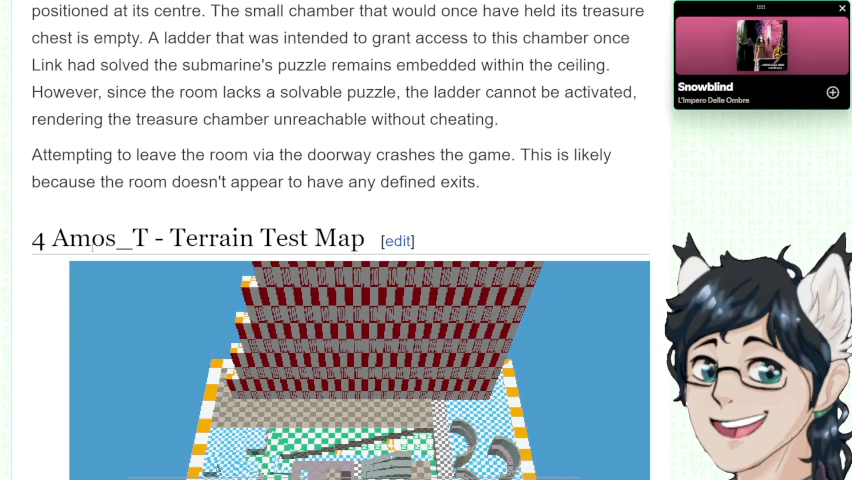 positioned at its centre. The small chamber that would once have held its treasure
chest is empty. A ladder that was intended to grant access to this chamber once
Link had solved the submarine's puzzle remains embedded within the ceiling.
However, since the room lacks a solvable puzzle, the ladder cannot be activated,
rendering the treasure chamber unreachable without cheating.
Attempting to leave the room via the doorway crashes the game. This is likely
because the room doesn't appear to have any defined exits.
4 Amos_T - Terrain Test Map [edit]
Snowblind
L'Impero Delle Ombre